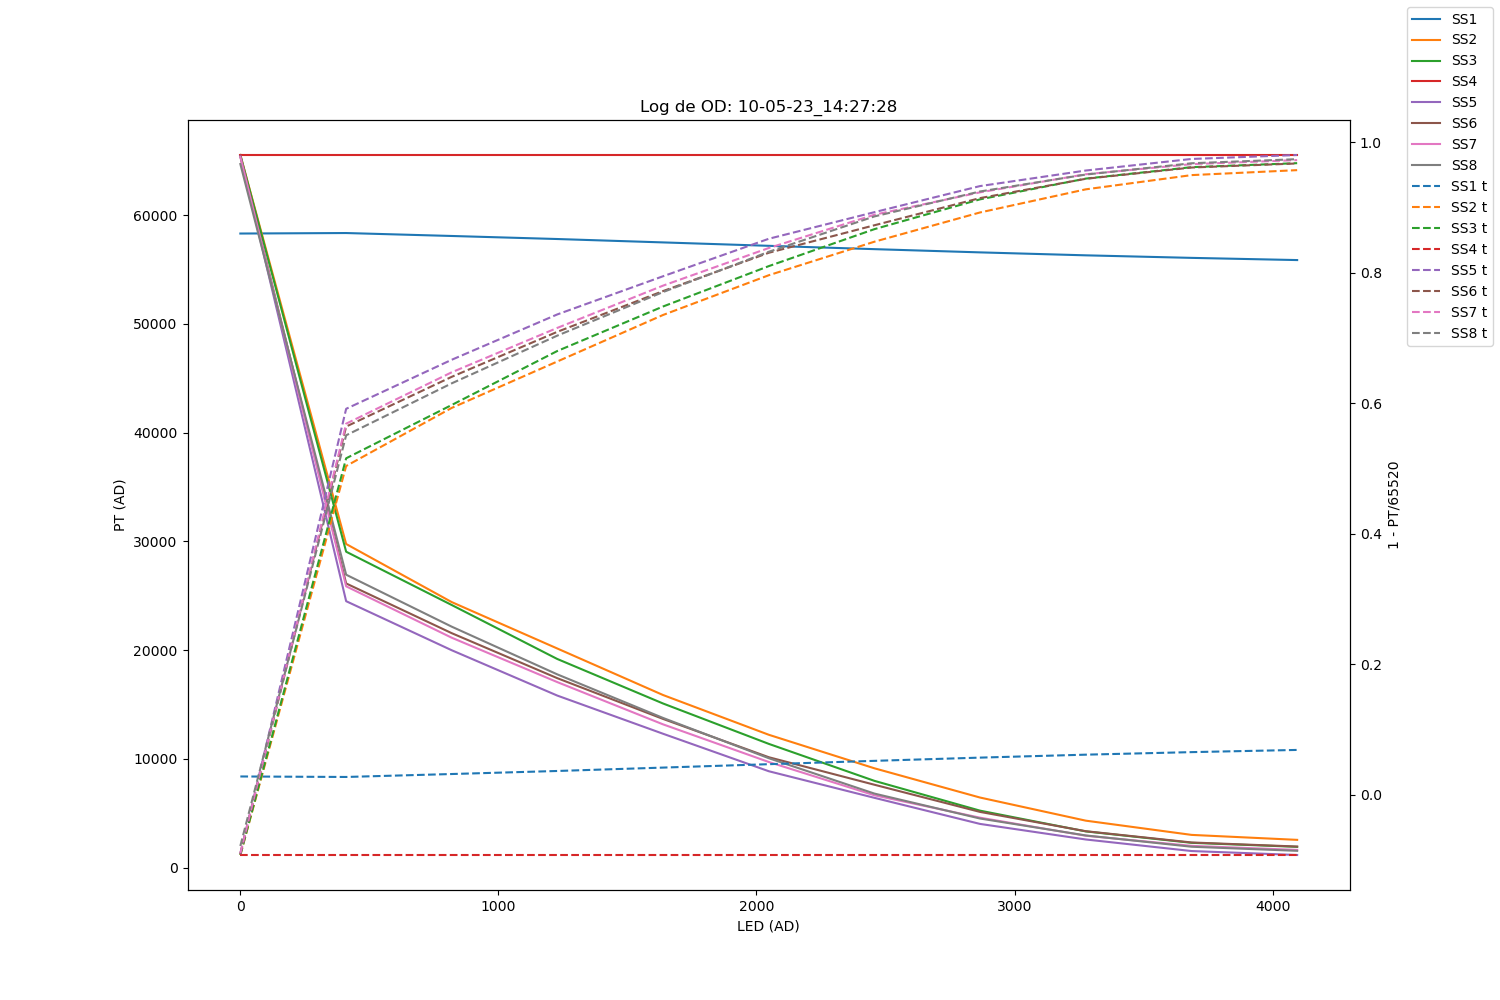 Log de OD: 10-05-23_14:27:28
SS1
SS2
SS3
SS4
SS5
SS6
SS7
SS8
SS1 t
SS2 t
SS3 t
SS4 t
SS5 t
SS6 t
SS7 t
SS8 t
PT (AD)
60000
50000
40000
30000
20000
10000
0
1.0
0.8
0.6
0.4
0.2
0.0
1 - PT/65520
0 1000 2000 3000 4000
LED (AD)